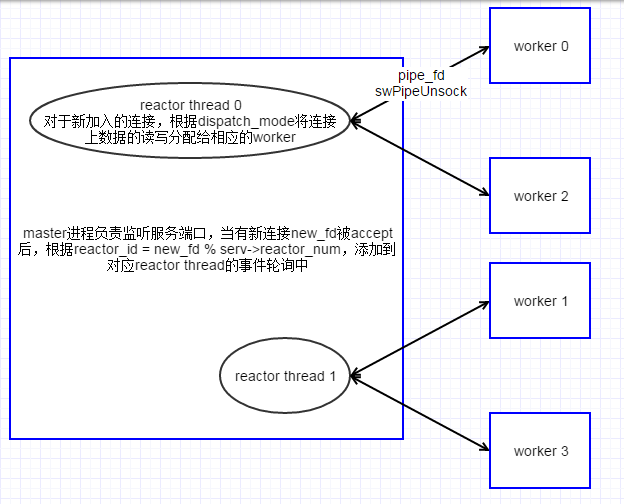 worker 0
pipe_fd
swPipeUnsock
reactor thread 0
对于新加入的连接，根据dispatch_mode将连接
上数据的读写分配给相应的worker
worker 2
master进程负责监听服务端口，当有新连接new_fd被accept
后，根据reactor_id = new_fd % serv->reactor_num，添加到
对应reactor thread的事件轮询中
worker 1
reactor thread 1
worker 3